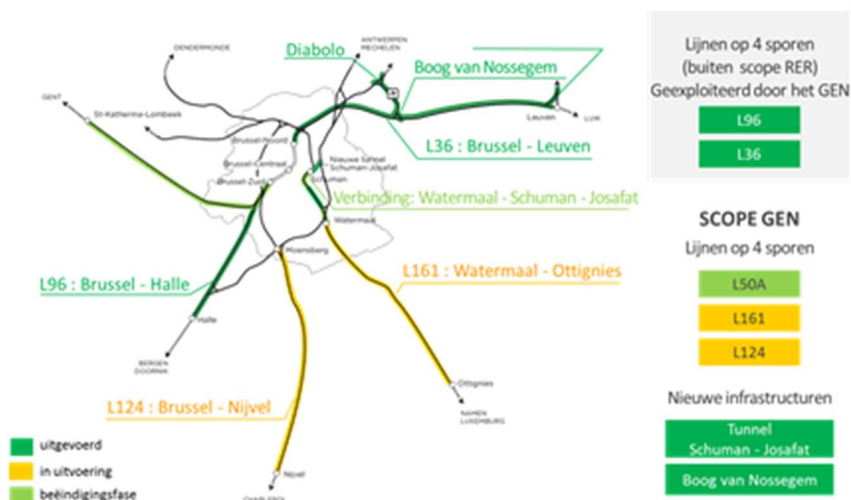 DENDERMONDE
ANTWERPEN
MECHELEN
Diabolo
Boog van Nossegem
GENT
St-Katherina-Lombeek
Leuven
LUIK
Brussel-Noord
L36 : Brussel - Leuven
Brussel-Centraal
Nieuwe tunnel
Schuman-Josafat
Brussel-Zuid
Schuman
Verbinding: Watermaal - Schuman - Josafat
Watermaal
Moensberg
L96 : Brussel - Halle
L161 : Watermaal - Ottignies
Halle
BERGEN
DOORNIK
Ottignies
L124 : Brussel - Nijvel
NAMEN
LUXEMBURG
Nijvel
CHARLEROI
uitgevoerd
in uitvoering
beëindigingsfase
Lijnen op 4 sporen
(buiten scope RER)
Geexploiteerd door het GEN
L96
L36
SCOPE GEN
Lijnen op 4 sporen
L50A
L161
L124
Nieuwe infrastructuren
Tunnel
Schuman - Josafat
Boog van Nossegem